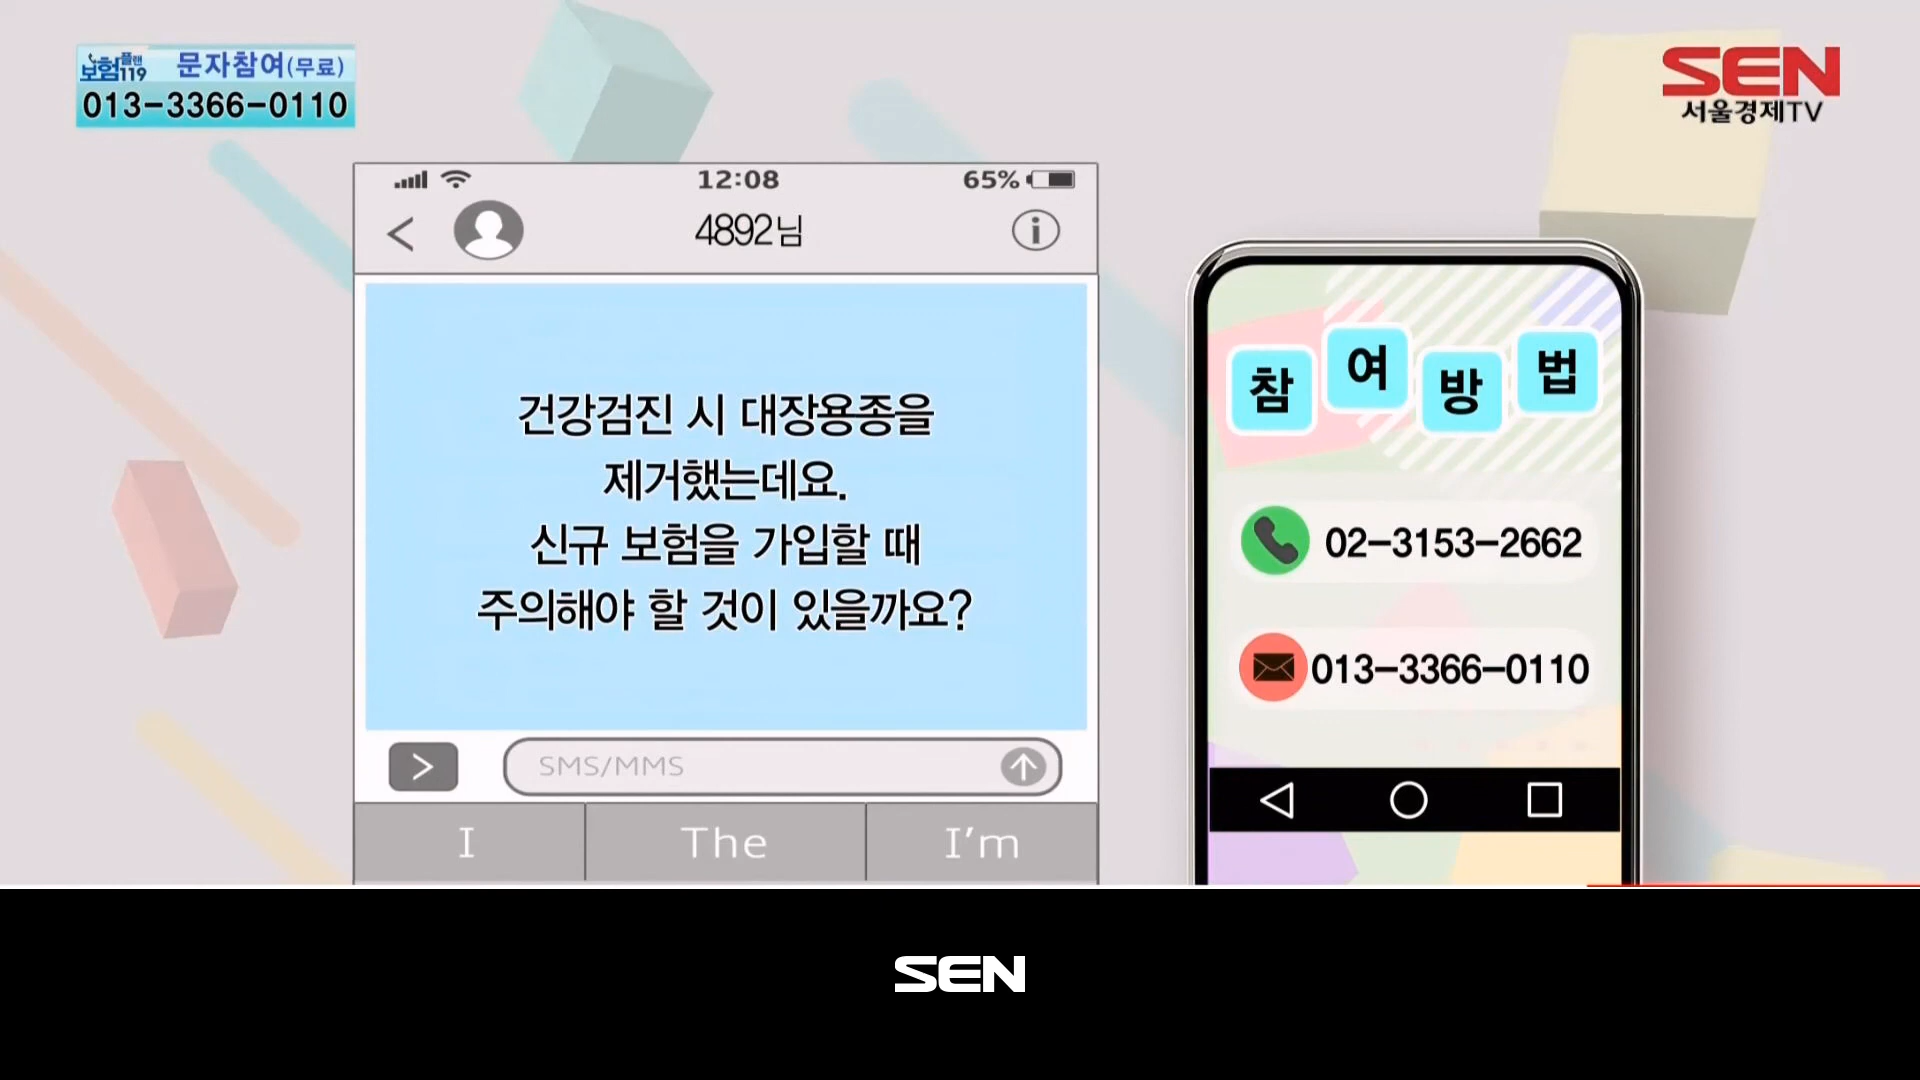 보험플랜119 문자참여(무료)
013-3366-0110
SEN
서울경제TV
12:08
65%
4892님
건강검진 시 대장용종을
제거했는데요.
신규 보험을 가입할 때
주의해야 할 것이 있을까요?
SMS/MMS
I The I'm
참여방법
02-3153-2662
013-3366-0110
SEN